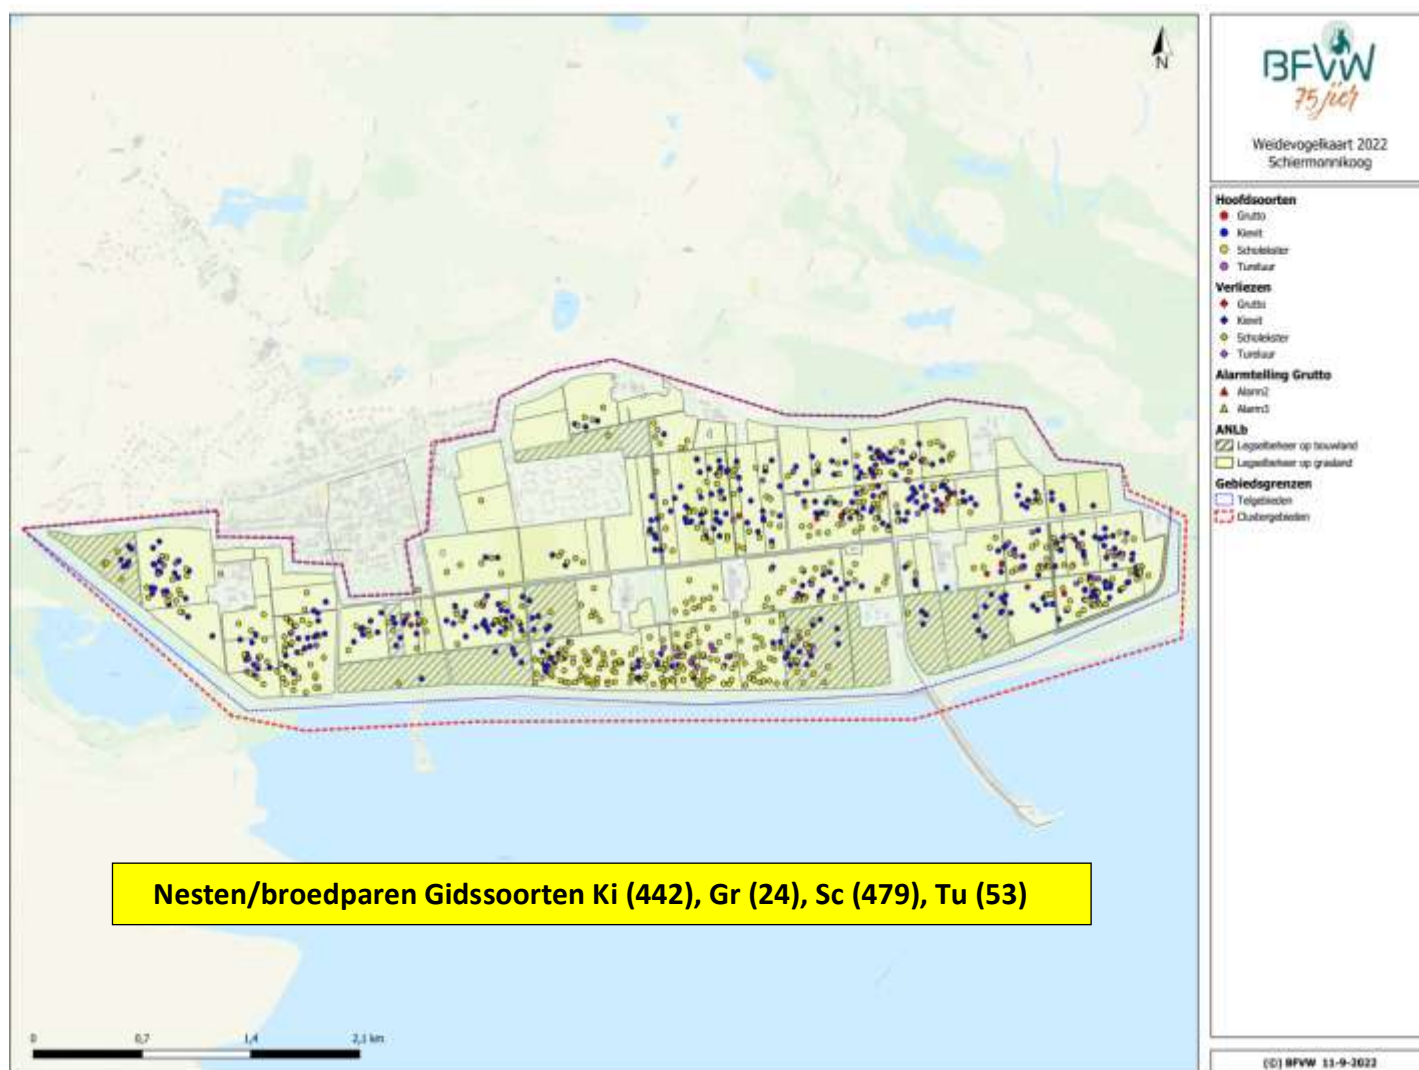 N
BFVW
75 jier
Weidevogelkaart 2022
Schiermonnikoog
Hoofdsoorten
Grutto
Kievit
Scholekster
Tureluur
Verliezen
Grutto
Kievit
Scholekster
Tureluur
Alarmtelling Grutto
Alarm2
Alarm3
ANLb
Legselbeheer op bouwland
Legselbeheer op grasland
Gebiedsgrenzen
Telgebieden
Clustergebieden
Nesten/broedparen Gidssoorten Ki (442), Gr (24), Sc (479), Tu (53)
0 0,7 1,4 2,1 km
(C) BFVW 11-9-2022